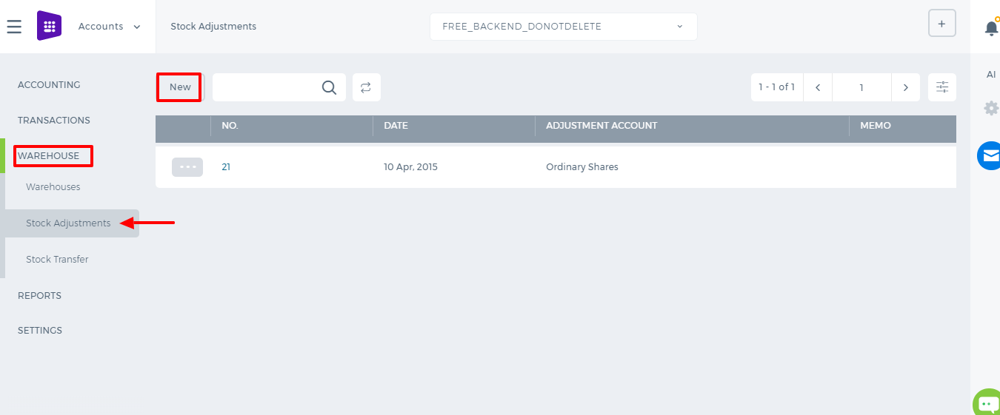 Accounts
Stock Adjustments
FREE_BACKEND_DONOTDELETE
+
ACCOUNTING
TRANSACTIONS
WAREHOUSE
Warehouses
Stock Adjustments
Stock Transfer
REPORTS
SETTINGS
New
1 - 1 of 1
1
NO. DATE ADJUSTMENT ACCOUNT MEMO
21 10 Apr, 2015 Ordinary Shares
AI